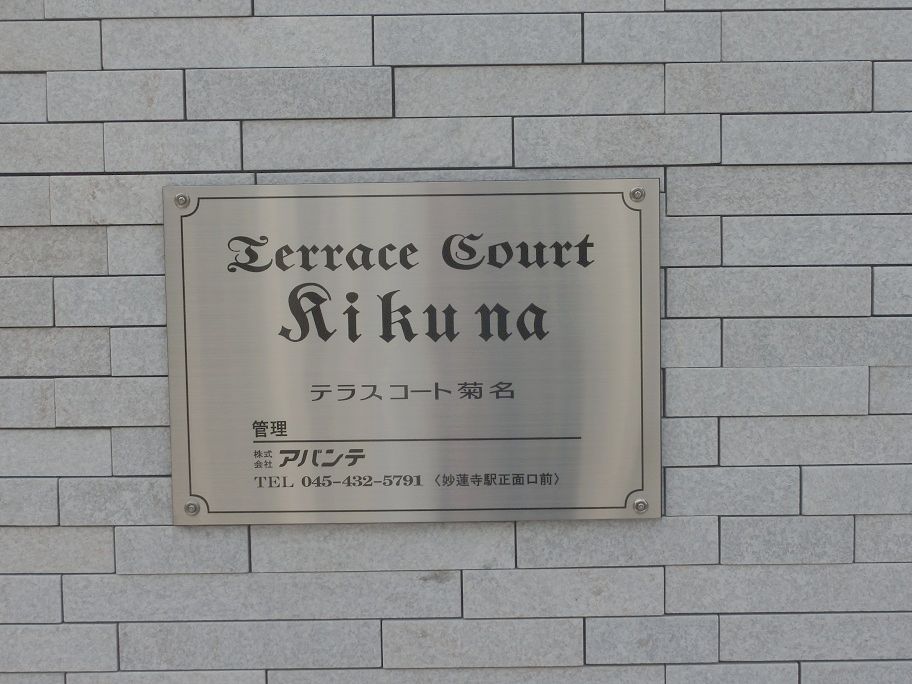 Terrace Court
Kikuna
テラスコート菊名
管理
株式会社 アバンテ
TEL 045-432-5791 〈妙蓮寺駅正面口前〉